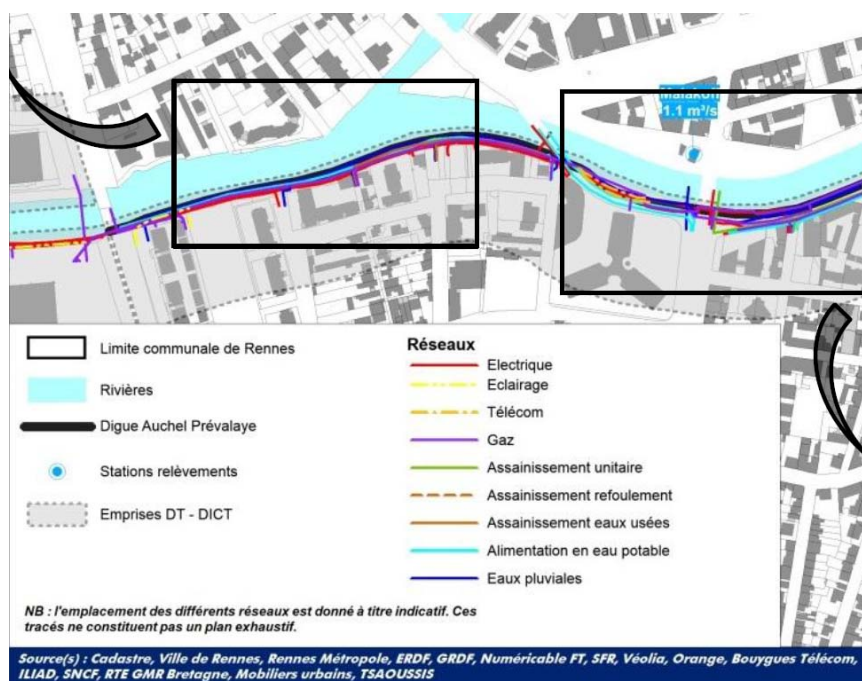 Malakoff
1.1 m³/s
Limite communale de Rennes
Rivières
Digue Auchel Prévalaye
Stations relèvements
Emprises DT - DICT
Réseaux
Electrique
Eclairage
Télécom
Gaz
Assainissement unitaire
Assainissement refoulement
Assainissement eaux usées
Alimentation en eau potable
Eaux pluviales
NB : l'emplacement des différents réseaux est donné à titre indicatif. Ces
tracés ne constituent pas un plan exhaustif.
Source(s) : Cadastre, Ville de Rennes, Rennes Métropole, ERDF, GRDF, Numéricable FT, SFR, Véolia, Orange, Bouygues Télécom,
ILIAD, SNCF, RTE GMR Bretagne, Mobiliers urbains, TSAOUSSIS